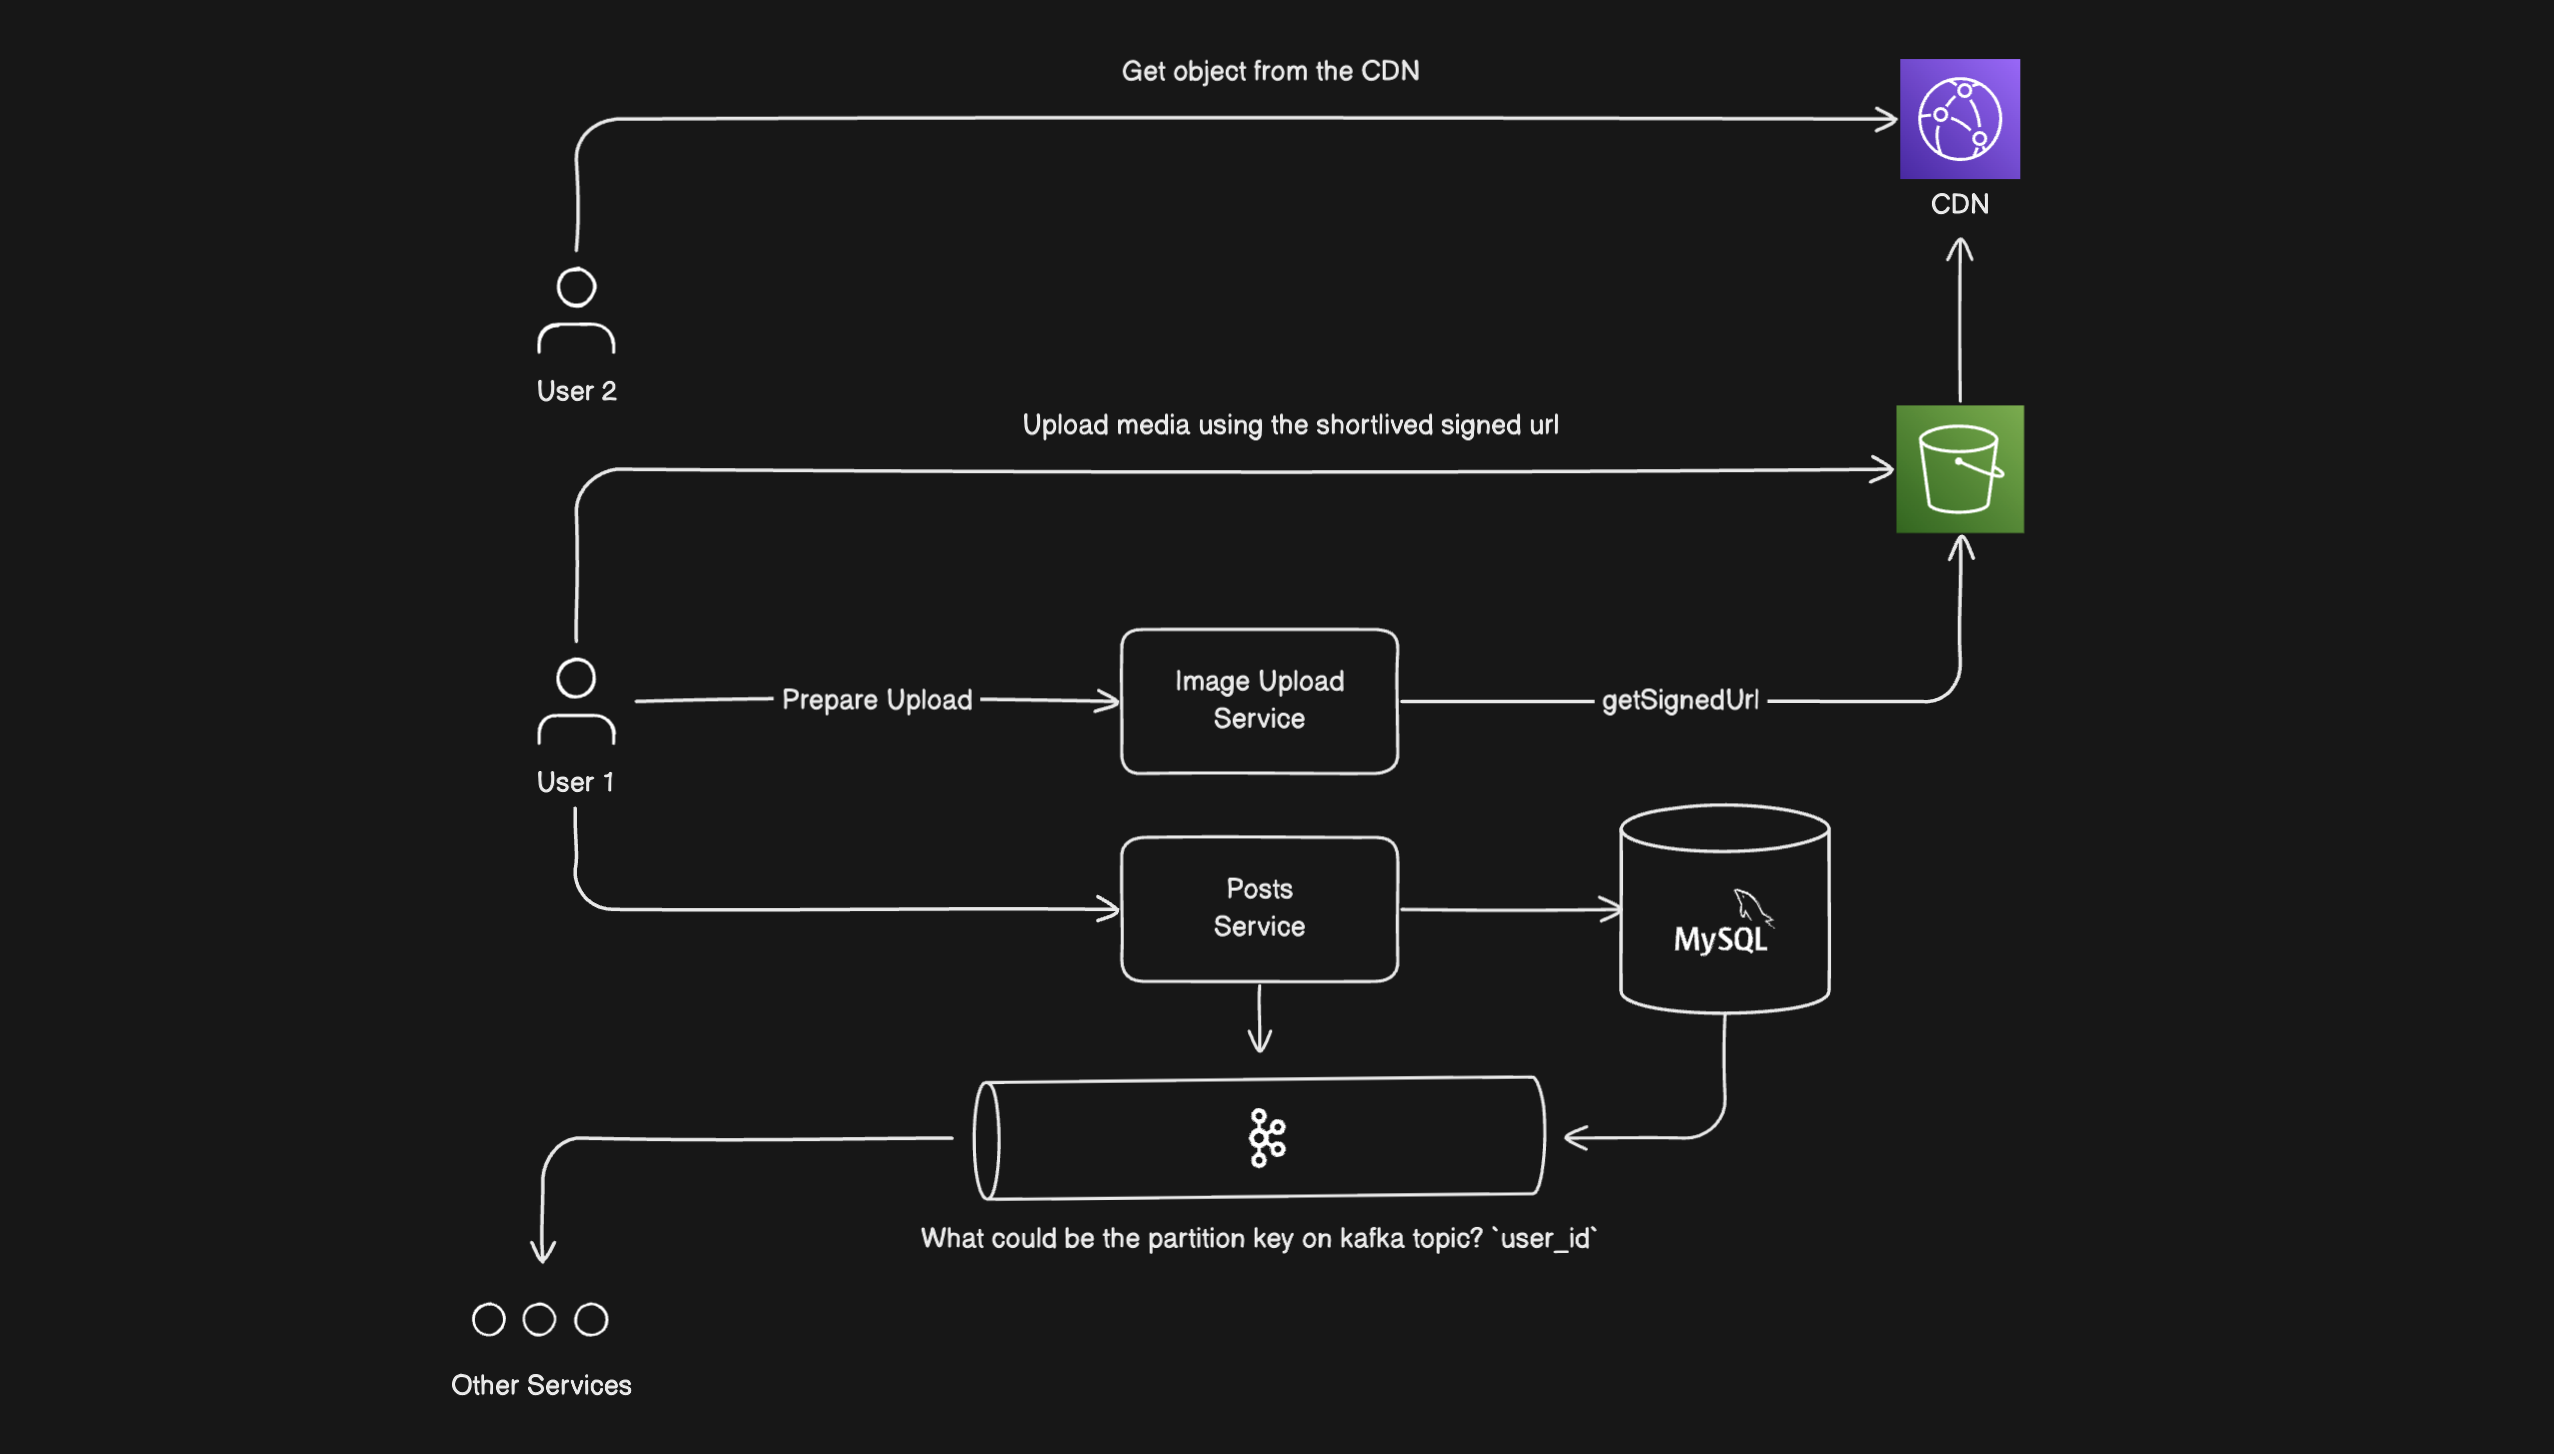 Get object from the CDN
CDN
User 2
Upload media using the shortlived signed url
Prepare Upload
Image Upload
Service
getSignedUrl
User 1
Posts
Service
MySQL
What could be the partition key on kafka topic? `user_id`
Other Services